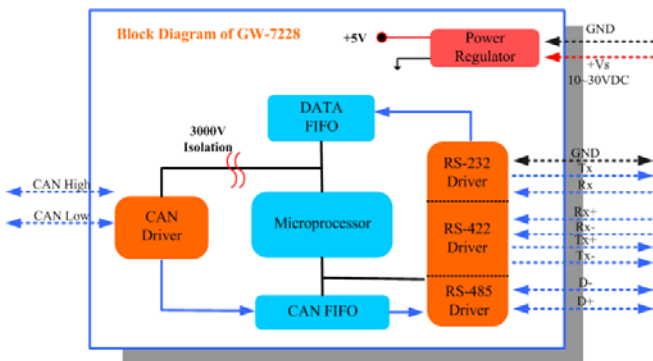 Block Diagram of GW-7228
+5V
Power
Regulator
GND
+Vs
10~30VDC
DATA
FIFO
3000V
Isolation
CAN High
CAN Low
CAN
Driver
Microprocessor
CAN FIFO
RS-232
Driver
RS-422
Driver
RS-485
Driver
GND
Tx
Rx
Rx+
Rx-
Tx+
Tx-
D-
D+